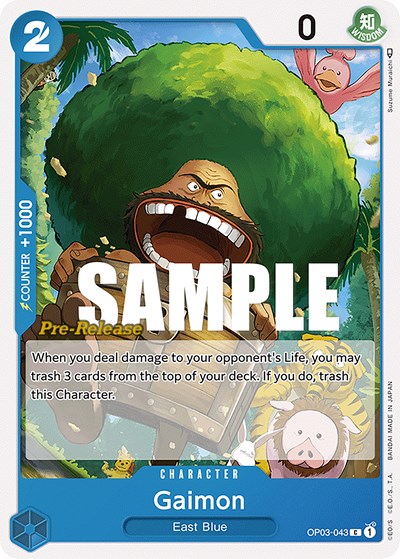 2
0
知
WISDOM
Suzume Muraichi
COUNTER +1000
SAMPLE
Pre-Release
When you deal damage to your opponent's Life, you may
trash 3 cards from the top of your deck. If you do, trash
this Character.
CHARACTER
Gaimon
East Blue
OP03-043 C 1
©E.O./S. ©E.O.S., T.A. BANDAI MADE IN JAPAN